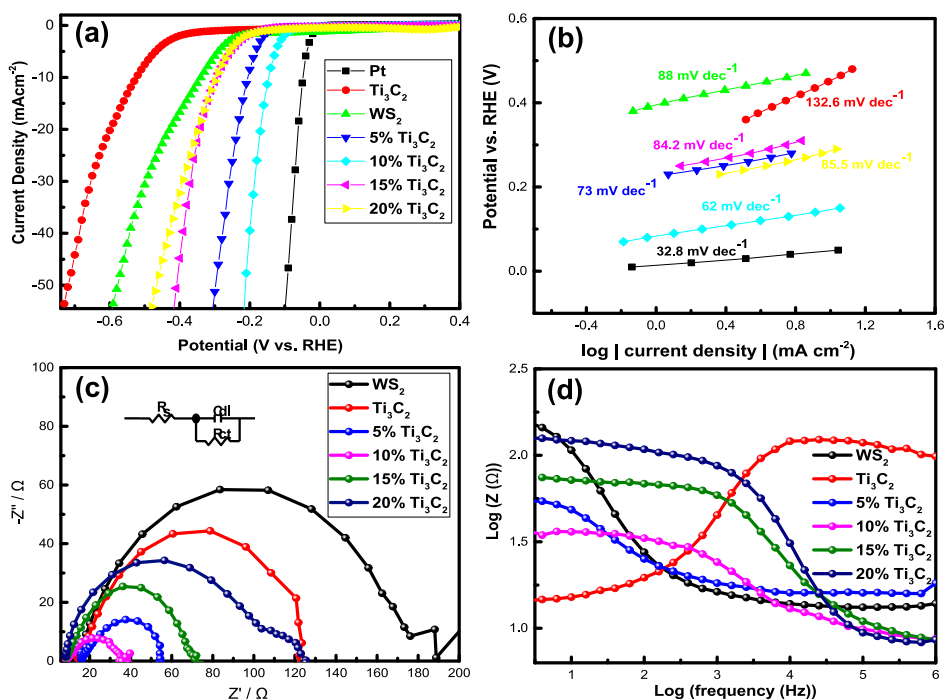 (a)
Current Density (mAcm⁻²)
0
-10
-20
-30
-40
-50
-0.6 -0.4 -0.2 0.0 0.2 0.4
Potential (V vs. RHE)
Pt
Ti₃C₂
WS₂
5% Ti₃C₂
10% Ti₃C₂
15% Ti₃C₂
20% Ti₃C₂
(b)
Potential vs. RHE (V)
0.6
0.4
0.2
0.0
88 mV dec⁻¹
132.6 mV dec⁻¹
84.2 mV dec⁻¹
85.5 mV dec⁻¹
73 mV dec⁻¹
62 mV dec⁻¹
32.8 mV dec⁻¹
-0.4 0.0 0.4 0.8 1.2 1.6
log | current density | (mA cm⁻²)
(c)
-Z''/ Ω
100
80
60
40
20
0
Rs
Cdl
Rct
WS₂
Ti₃C₂
5% Ti₃C₂
10% Ti₃C₂
15% Ti₃C₂
20% Ti₃C₂
20 40 60 80 100 120 140 160 180 200
Z' / Ω
(d)
Log (Z (Ω))
2.5
2.0
1.5
1.0
WS₂
Ti₃C₂
5% Ti₃C₂
10% Ti₃C₂
15% Ti₃C₂
20% Ti₃C₂
1 2 3 4 5 6
Log (frequency (Hz)